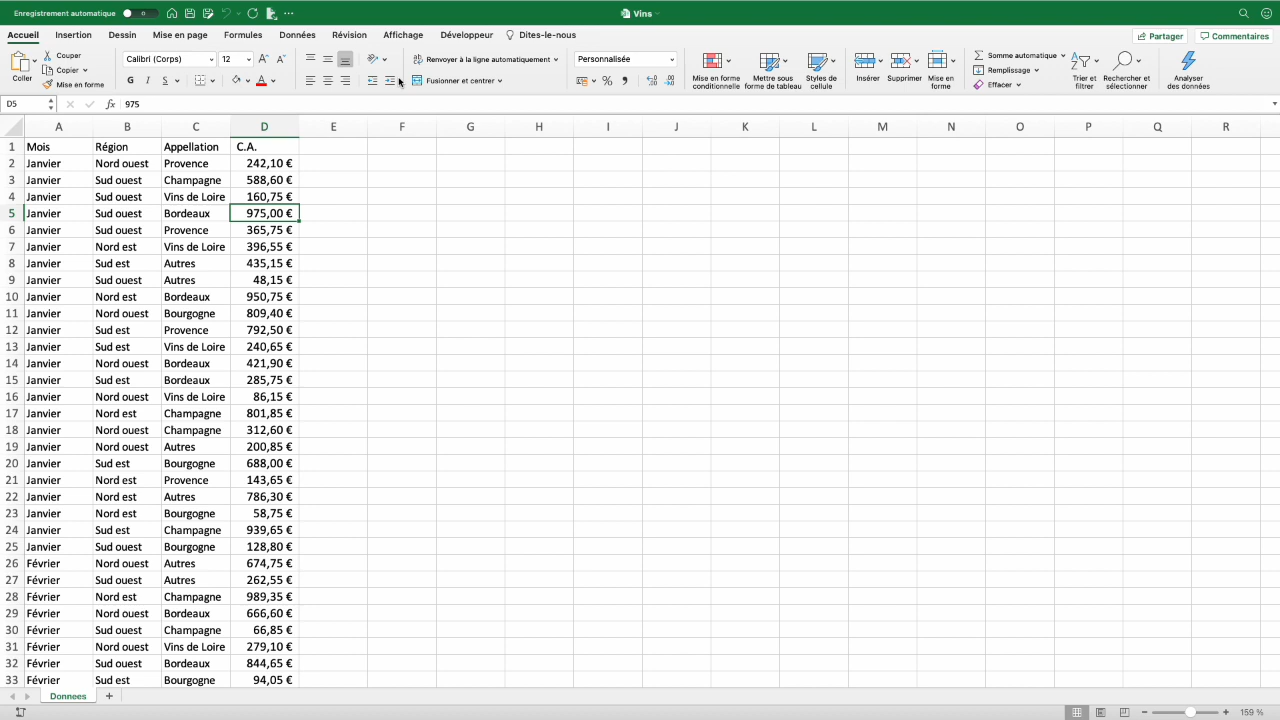 Enregistrement automatique ... Vins
Accueil Insertion Dessin Mise en page Formules Données Révision Affichage Développeur Dites-le-nous Partager Commentaires
Coller
Couper
Copier
Mise en forme
Calibri (Corps) 12
G I S
Renvoyer à la ligne automatiquement
Fusionner et centrer
Personnalisée
%
Mise en forme conditionnelle
Mettre sous forme de tableau
Styles de cellule
Insérer
Supprimer
Mise en forme
Somme automatique
Remplissage
Effacer
Trier et filtrer
Rechercher et sélectionner
Analyser des données
D5 fx 975
A B C D E F G H I J K L M N O P Q R
1 Mois Région Appellation C.A.
2 Janvier Nord ouest Provence 242,10 €
3 Janvier Sud ouest Champagne 588,60 €
4 Janvier Sud ouest Vins de Loire 160,75 €
5 Janvier Sud ouest Bordeaux 975,00 €
6 Janvier Sud ouest Provence 365,75 €
7 Janvier Nord est Vins de Loire 396,55 €
8 Janvier Sud est Autres 435,15 €
9 Janvier Sud ouest Autres 48,15 €
10 Janvier Nord est Bordeaux 950,75 €
11 Janvier Nord ouest Bourgogne 809,40 €
12 Janvier Sud est Provence 792,50 €
13 Janvier Sud est Vins de Loire 240,65 €
14 Janvier Nord ouest Bordeaux 421,90 €
15 Janvier Sud est Bordeaux 285,75 €
16 Janvier Nord ouest Vins de Loire 86,15 €
17 Janvier Nord est Champagne 801,85 €
18 Janvier Nord ouest Champagne 312,60 €
19 Janvier Nord ouest Autres 200,85 €
20 Janvier Sud est Bourgogne 688,00 €
21 Janvier Nord est Provence 143,65 €
22 Janvier Nord est Autres 786,30 €
23 Janvier Nord est Bourgogne 58,75 €
24 Janvier Sud est Champagne 939,65 €
25 Janvier Sud ouest Bourgogne 128,80 €
26 Février Nord ouest Autres 674,75 €
27 Février Sud ouest Autres 262,55 €
28 Février Nord est Champagne 989,35 €
29 Février Nord ouest Bordeaux 666,60 €
30 Février Sud ouest Champagne 66,85 €
31 Février Nord ouest Vins de Loire 279,10 €
32 Février Sud ouest Bordeaux 844,65 €
33 Février Sud est Bourgogne 94,05 €
Donnees +
159 %